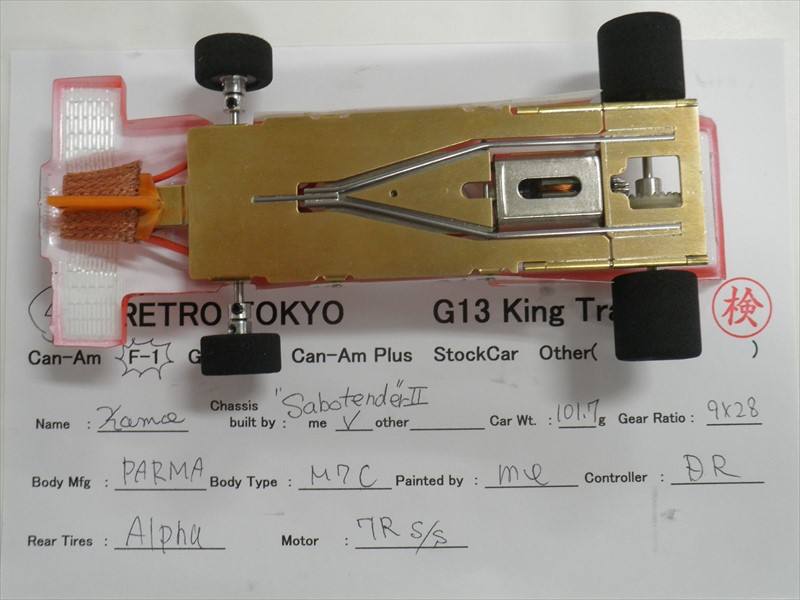 RETRO TOKYO G13 King Tra 検
Can-Am F-1 G Can-Am Plus StockCar Other( )
Name : Kamoe Chassis built by : "Sabotender"-II me V other Car Wt. : 101.7 g Gear Ratio : 9x28
Body Mfg : PARMA Body Type : M7C Painted by : me Controller : DR
Rear Tires : Alpha Motor : 7R S/S